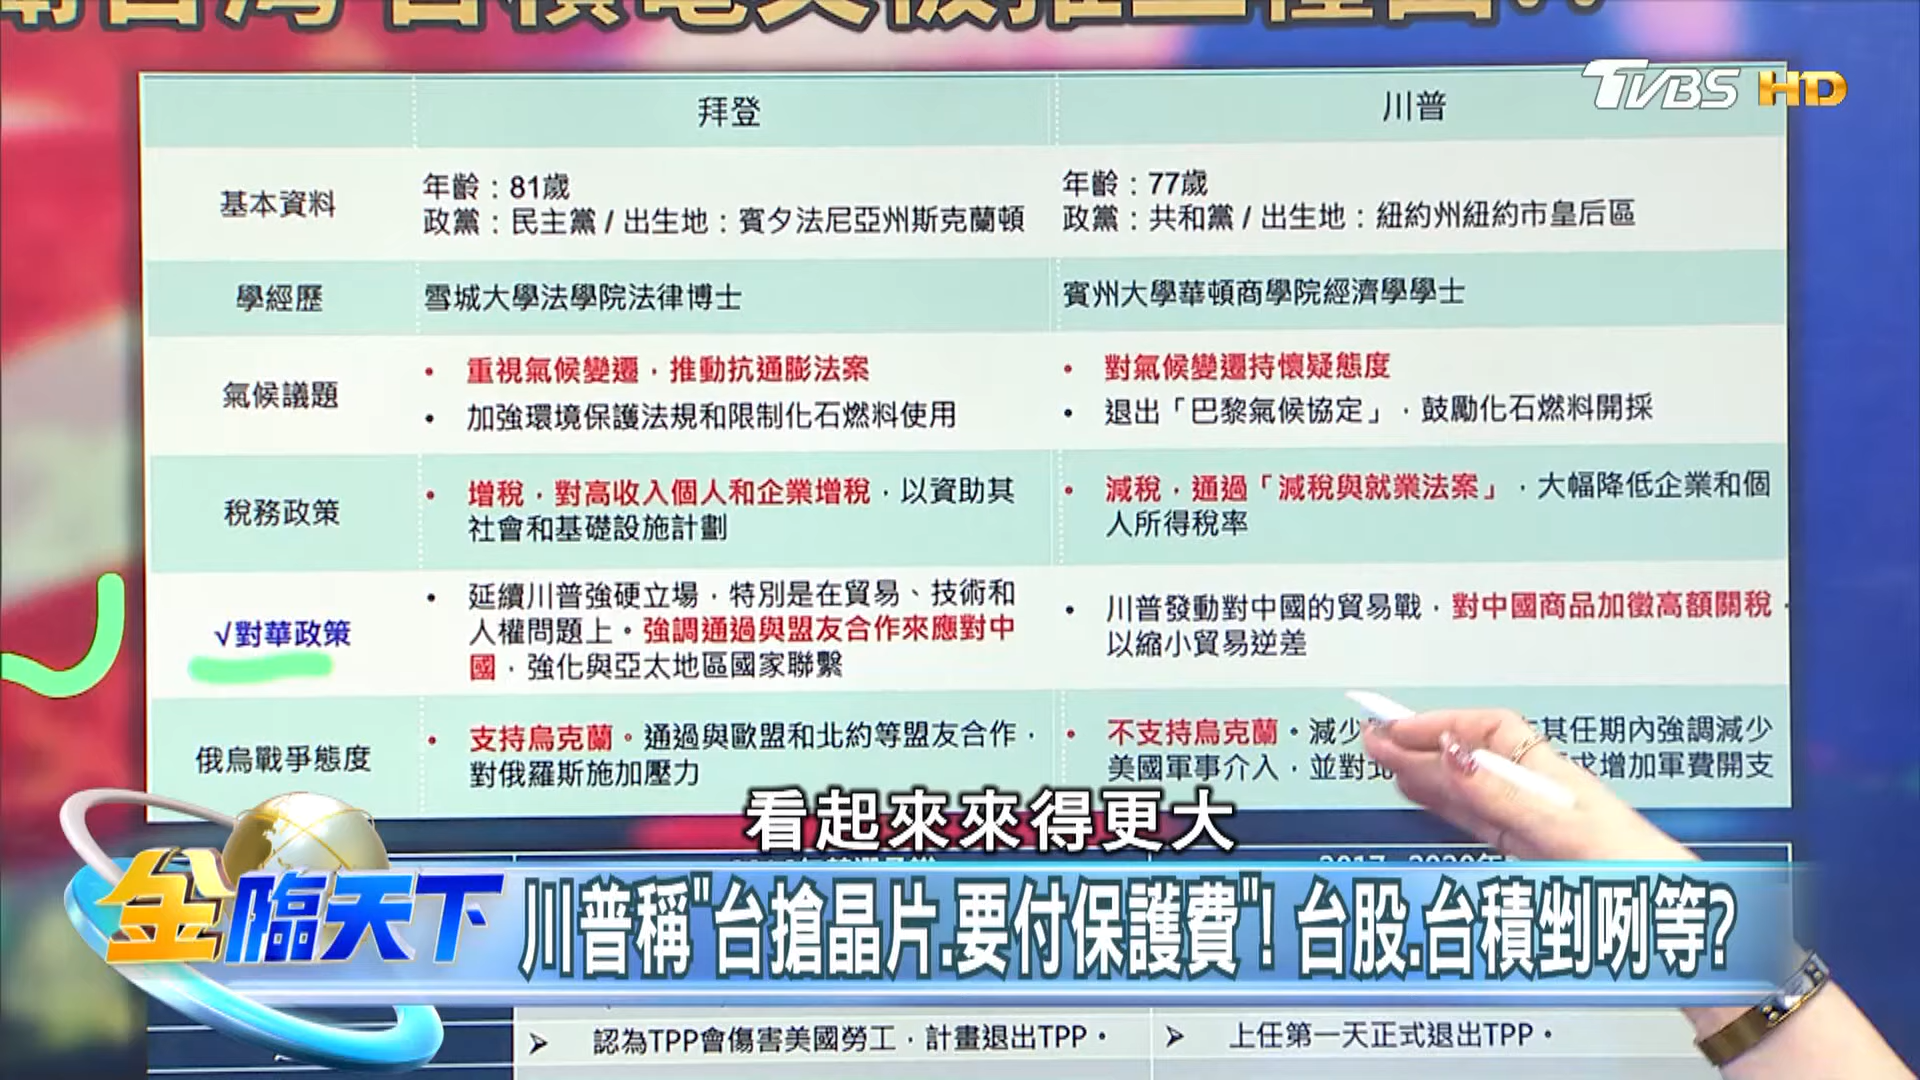 TVBS HD
拜登
川普
基本資料
年齡：81歲
政黨：民主黨 / 出生地：賓夕法尼亞州斯克蘭頓
年齡：77歲
政黨：共和黨 / 出生地：紐約州紐約市皇后區
學經歷
雪城大學法學院法律博士
賓州大學華頓商學院經濟學學士
氣候議題
• 重視氣候變遷，推動抗通膨法案
• 加強環境保護法規和限制化石燃料使用
• 對氣候變遷持懷疑態度
• 退出「巴黎氣候協定」，鼓勵化石燃料開採
稅務政策
• 增稅，對高收入個人和企業增稅，以資助其
社會和基礎設施計劃
• 減稅，通過「減稅與就業法案」，大幅降低企業和個
人所得稅率
√對華政策
• 延續川普強硬立場，特別是在貿易、技術和
人權問題上。強調通過與盟友合作來應對中
國，強化與亞太地區國家聯繫
• 川普發動對中國的貿易戰，對中國商品加徵高額關稅，
以縮小貿易逆差
俄烏戰爭態度
• 支持烏克蘭。通過與歐盟和北約等盟友合作，
對俄羅斯施加壓力
• 不支持烏克蘭。減少 其任期內強調減少
美國軍事介入，並對北 求增加軍費開支
看起來來得更大
金臨天下
川普稱"台搶晶片.要付保護費"! 台股.台積剉咧等?
➢ 認為TPP會傷害美國勞工，計畫退出TPP。
➢ 上任第一天正式退出TPP。